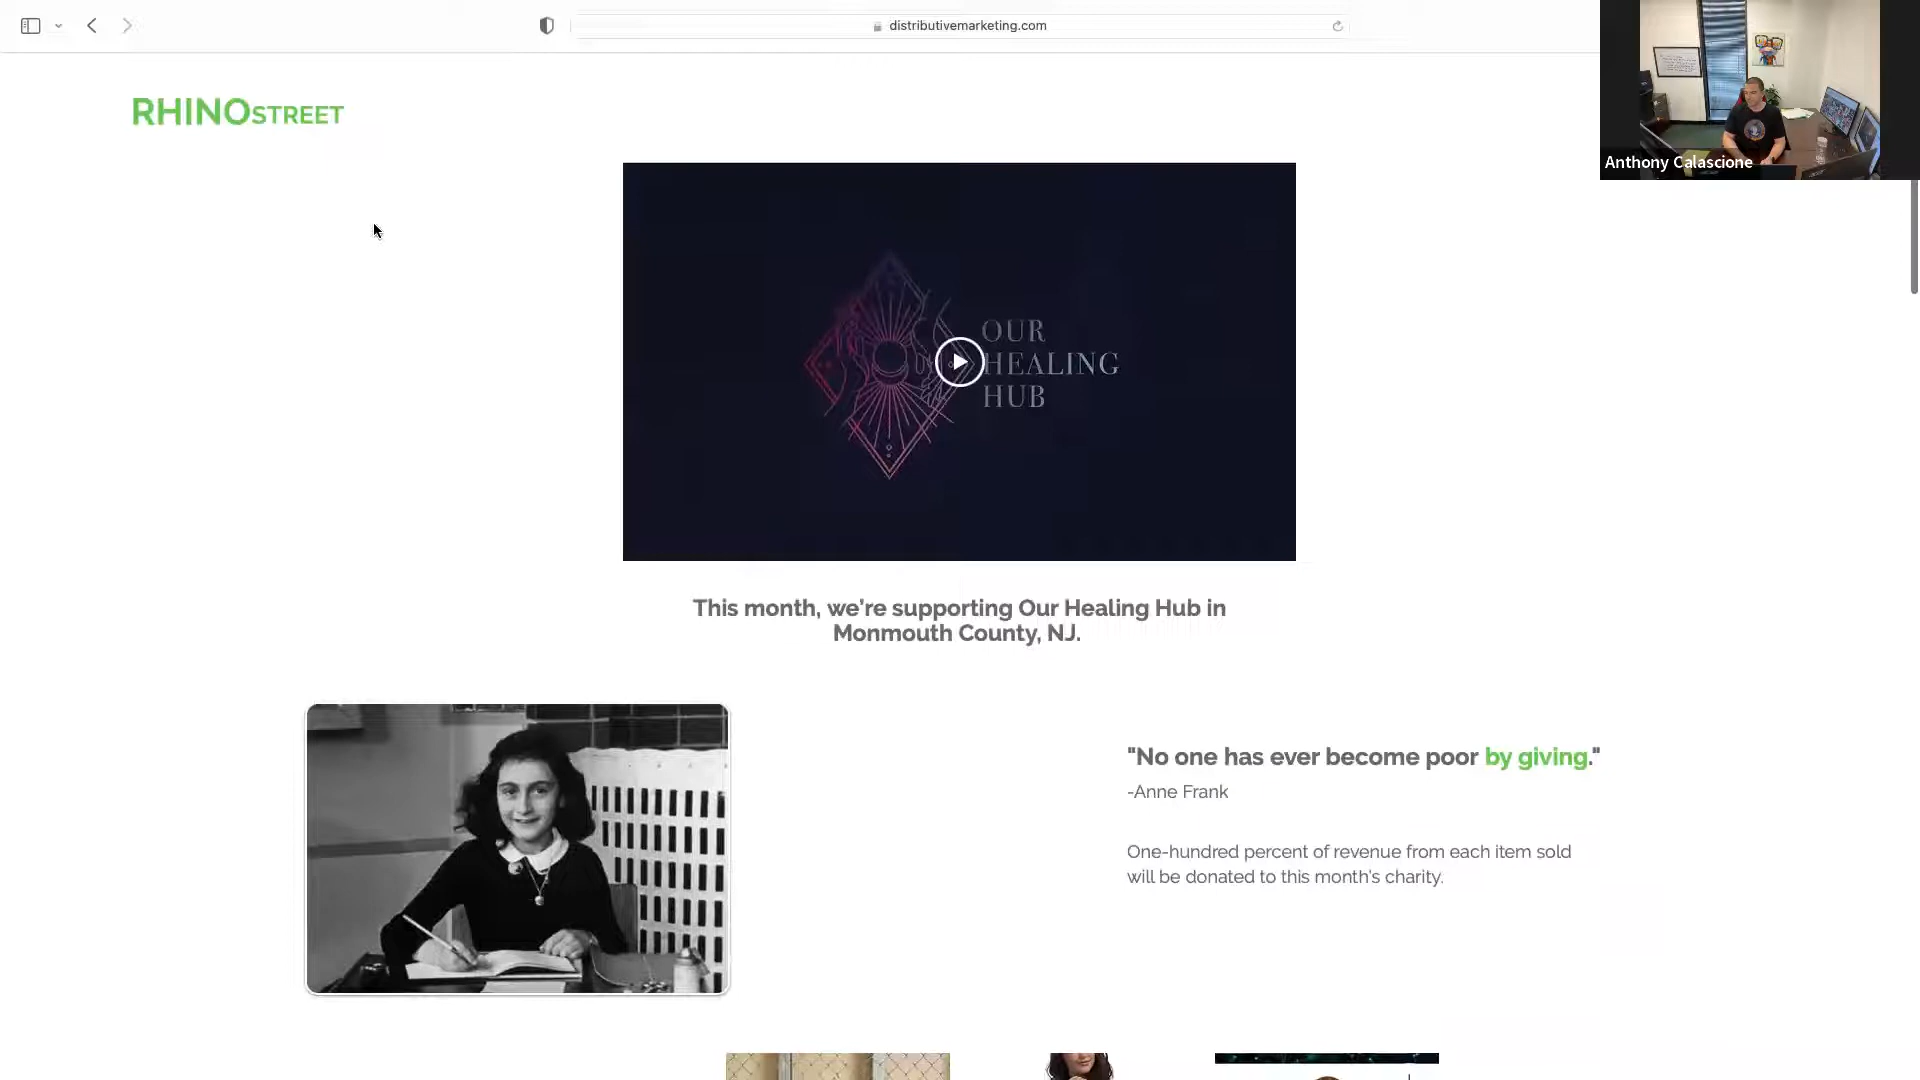 distributivemarketing.com
RHINOSTREET
Anthony Calascione
OUR
HEALING
HUB
This month, we're supporting Our Healing Hub in
Monmouth County, NJ.
"No one has ever become poor by giving."
-Anne Frank
One-hundred percent of revenue from each item sold
will be donated to this month's charity.